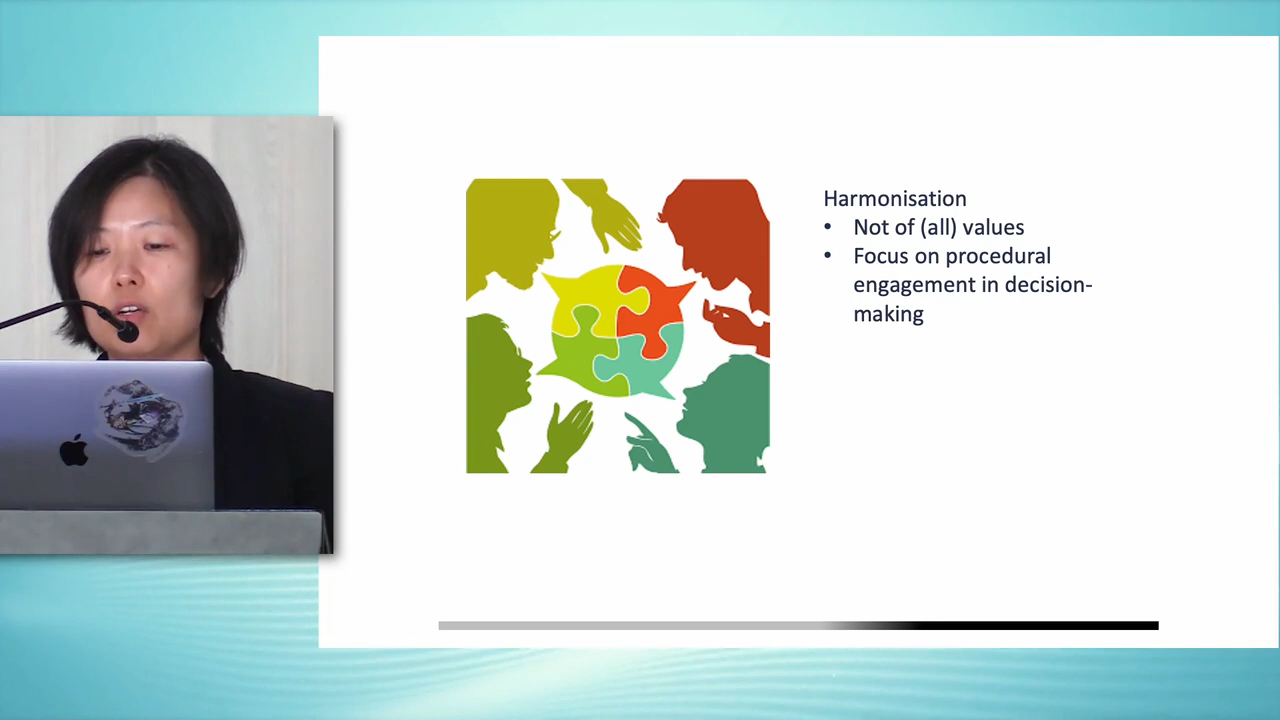 Harmonisation
• Not of (all) values
• Focus on procedural
engagement in decision-
making